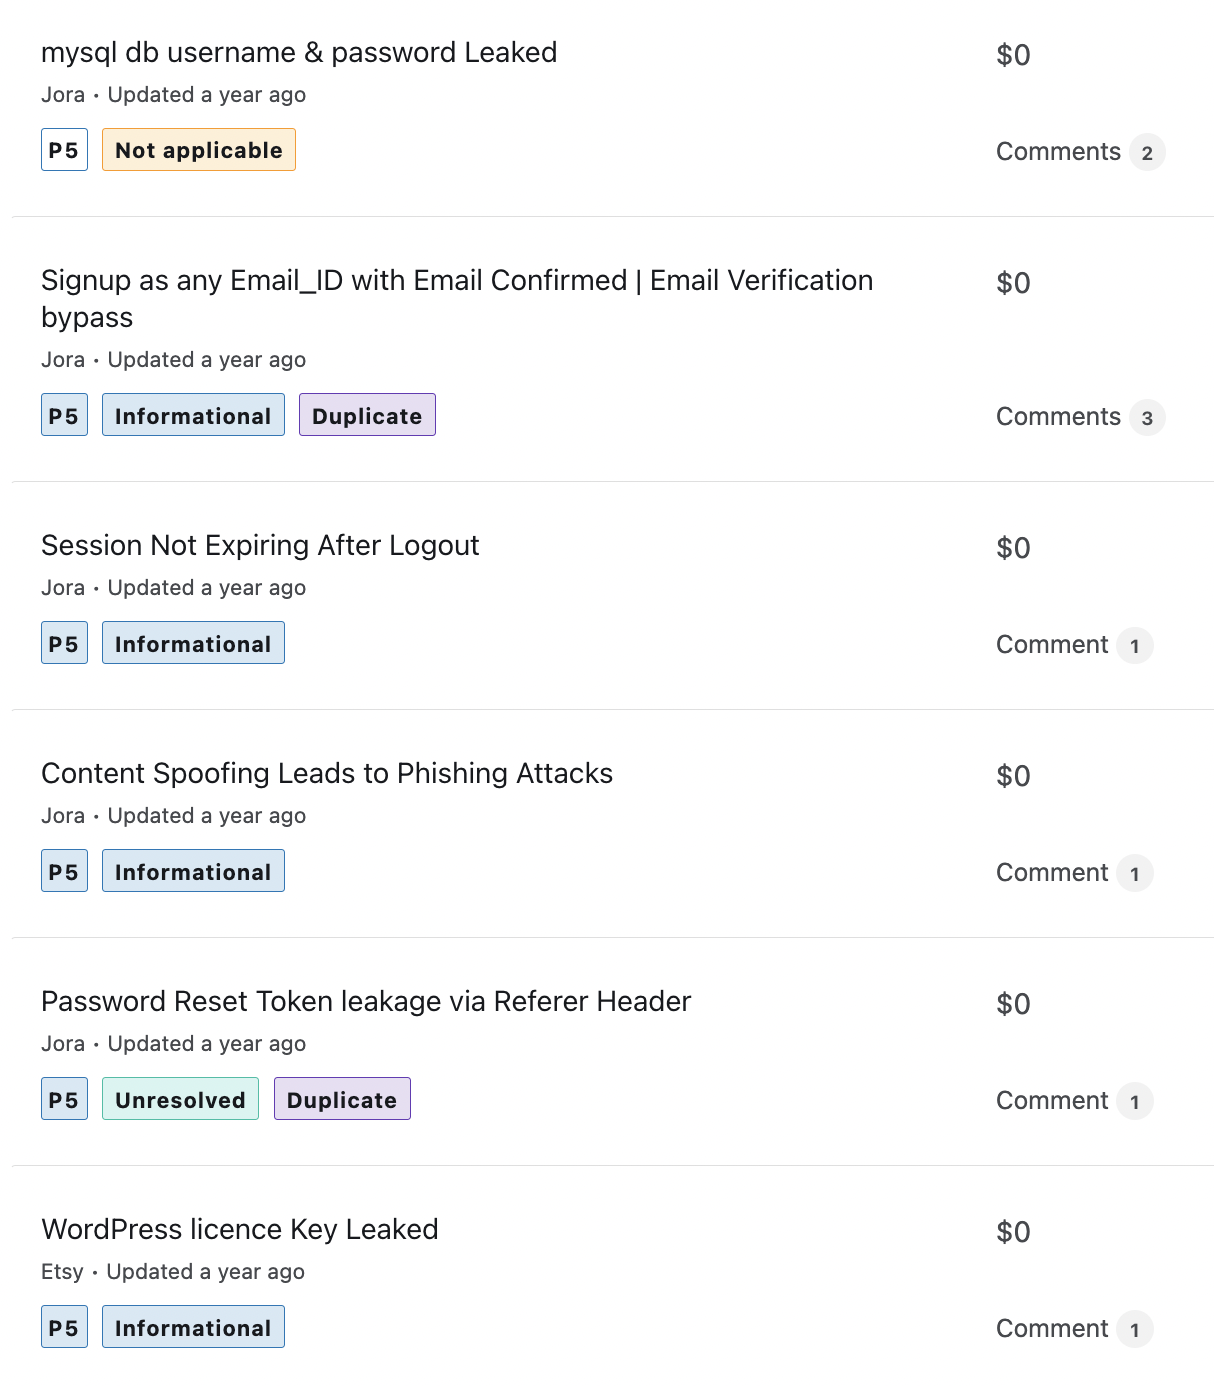 mysql db username & password Leaked
$0
Jora • Updated a year ago
P5 Not applicable
Comments 2
Signup as any Email_ID with Email Confirmed | Email Verification
bypass
$0
Jora • Updated a year ago
P5 Informational Duplicate
Comments 3
Session Not Expiring After Logout
$0
Jora • Updated a year ago
P5 Informational
Comment 1
Content Spoofing Leads to Phishing Attacks
$0
Jora • Updated a year ago
P5 Informational
Comment 1
Password Reset Token leakage via Referer Header
$0
Jora • Updated a year ago
P5 Unresolved Duplicate
Comment 1
WordPress licence Key Leaked
$0
Etsy • Updated a year ago
P5 Informational
Comment 1